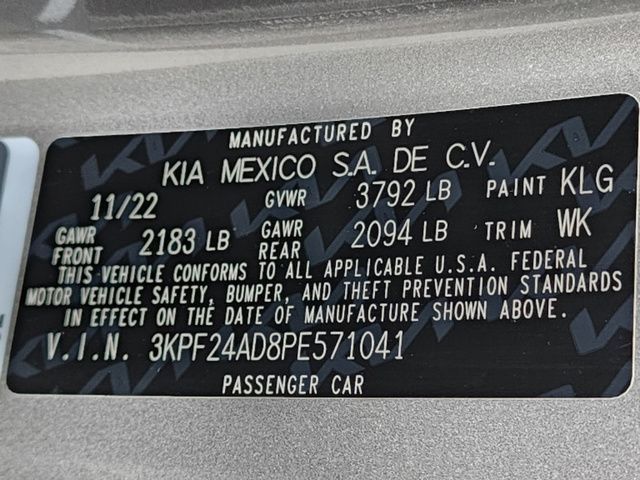 MANUFACTURED BY
KIA MEXICO S.A. DE C.V.
11/22 GVWR 3792 LB PAINT KLG
GAWR FRONT 2183 LB GAWR REAR 2094 LB TRIM WK
THIS VEHICLE CONFORMS TO ALL APPLICABLE U.S.A. FEDERAL
MOTOR VEHICLE SAFETY, BUMPER, AND THEFT PREVENTION STANDARDS
IN EFFECT ON THE DATE OF MANUFACTURE SHOWN ABOVE.
V.I.N. 3KPF24AD8PE571041
PASSENGER CAR